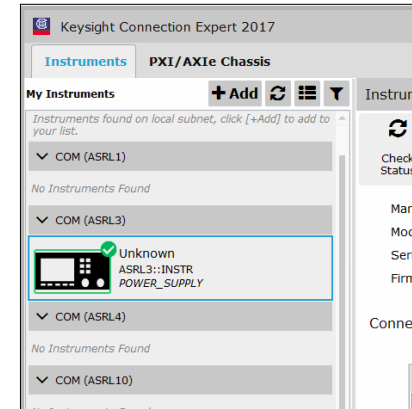 Keysight Connection Expert 2017
Instruments PXI/AXIe Chassis
My Instruments +Add
Instruments found on local subnet, click [+Add] to add to
your list.
COM (ASRL1)
No Instruments Found
COM (ASRL3)
Unknown
ASRL3::INSTR
POWER_SUPPLY
COM (ASRL4)
No Instruments Found
COM (ASRL10)
Instrum
Check
Status
Man
Mod
Seri
Firm
Connec